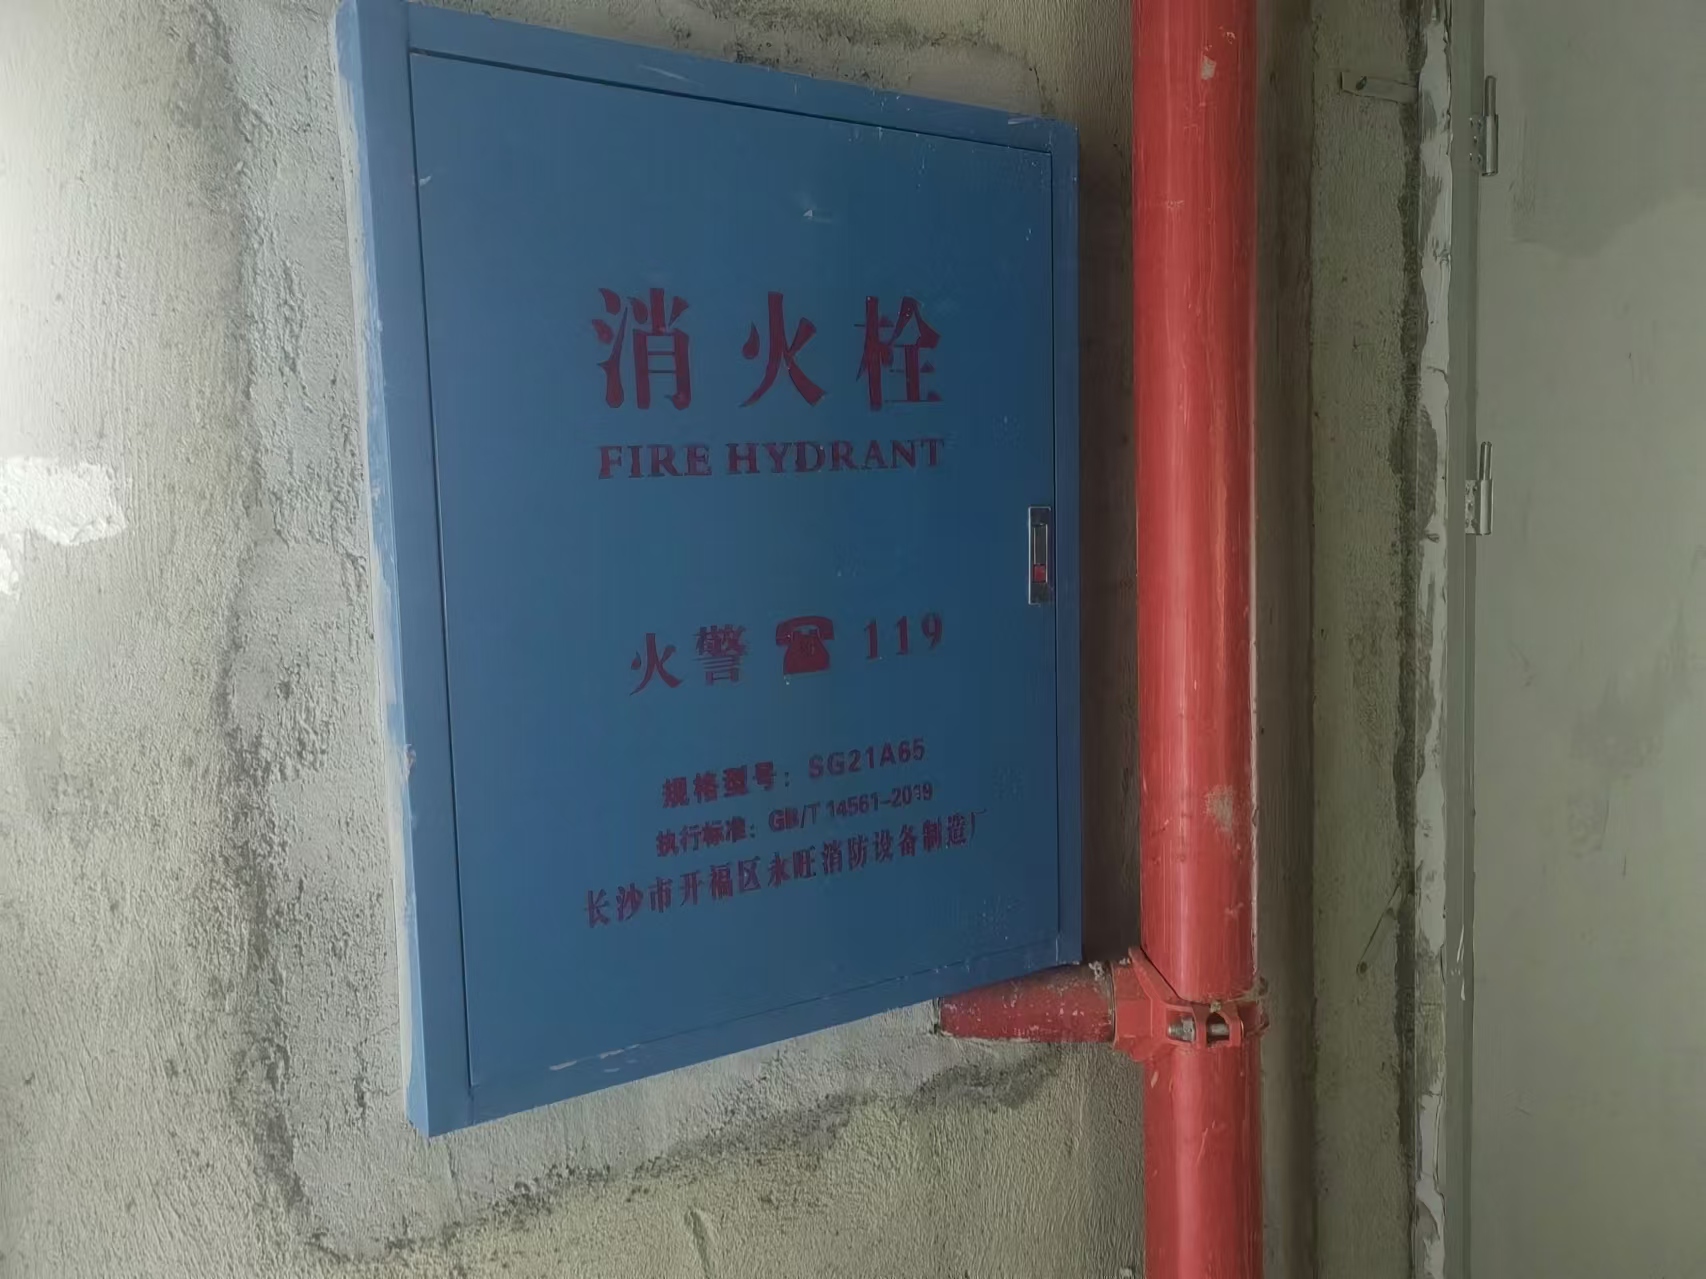 消火栓
FIRE HYDRANT
火警 ☎ 119
规格型号：SG21A65
执行标准：GB/T 14561-2019
长沙市开福区永旺消防设备制造厂